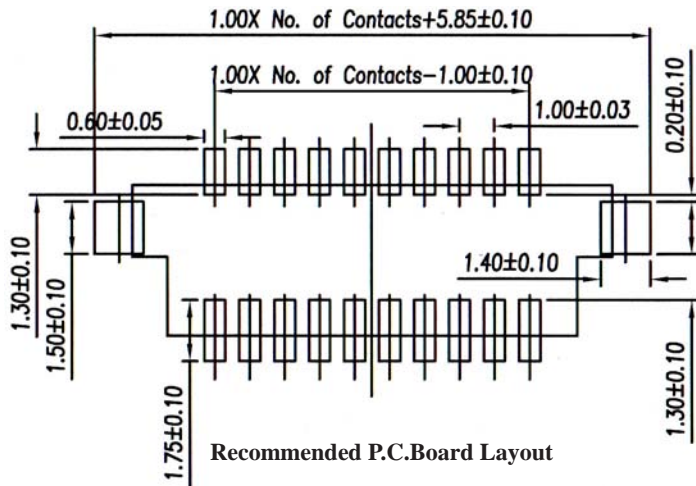 1.00X No. of Contacts+5.85±0.10
1.00X No. of Contacts−1.00±0.10
0.60±0.05
1.00±0.03
0.20±0.10
1.30±0.10
1.50±0.10
1.40±0.10
1.75±0.10
1.30±0.10
Recommended P.C.Board Layout